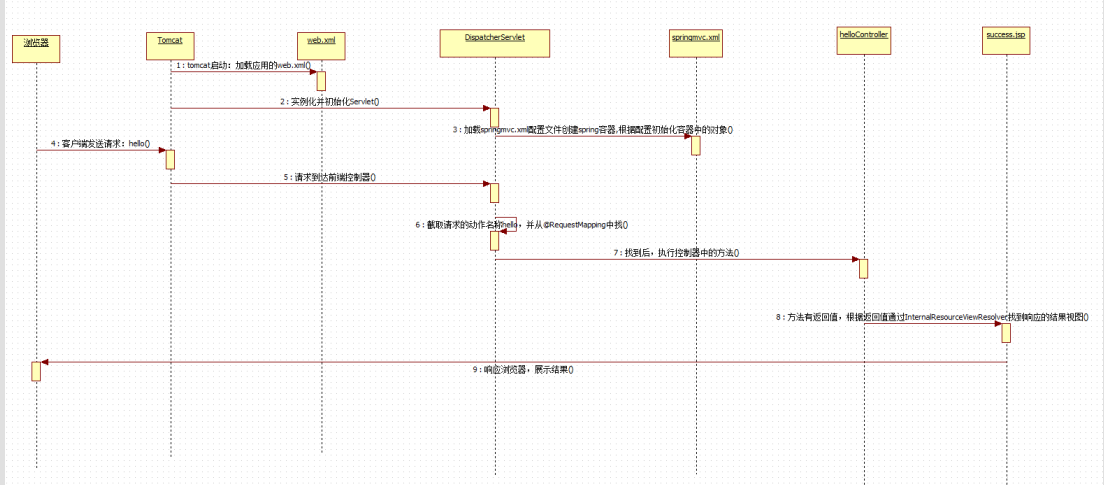 浏览器
Tomcat
web.xml
DispatcherServlet
springmvc.xml
helloController
success.jsp
1 : tomcat启动：加载应用的web.xml()
2 : 实例化并初始化Servlet()
3 : 加载springmvc.xml配置文件创建spring容器,根据配置初始化容器中的对象()
4 : 客户端发送请求：hello()
5 : 请求到达前端控制器()
6 : 截取请求的动作名称hello，并从@RequestMapping中找()
7 : 找到后，执行控制器中的方法()
8 : 方法有返回值，根据返回值通过InternalResourceViewResolver找到响应的结果视图()
9 : 响应浏览器，展示结果()